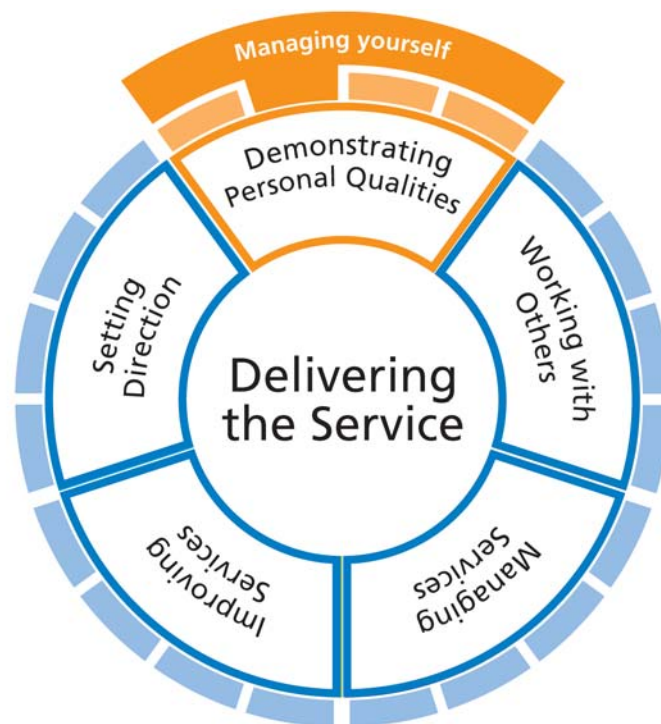 Managing yourself
Demonstrating
Personal Qualities
Working with
Others
Managing
Services
Improving
Services
Setting
Direction
Delivering
the Service